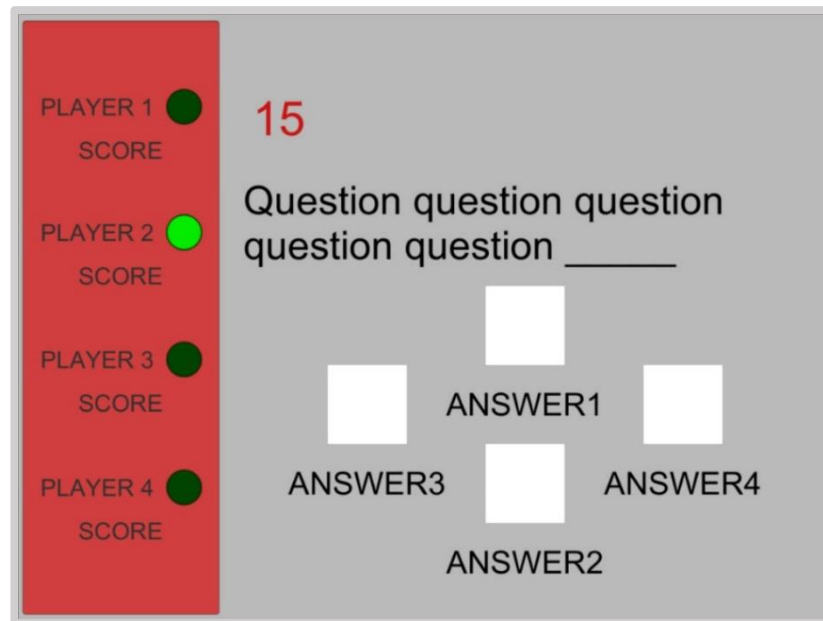 PLAYER 1
SCORE
PLAYER 2
SCORE
PLAYER 3
SCORE
PLAYER 4
SCORE
15
Question question question
question question _____
ANSWER1
ANSWER3
ANSWER4
ANSWER2